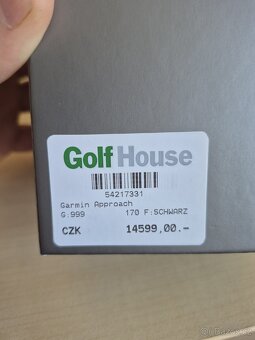 Golf House
54217331
Garmin Approach
G.999 170 F:SCHWARZ
CZK 14599,00.-